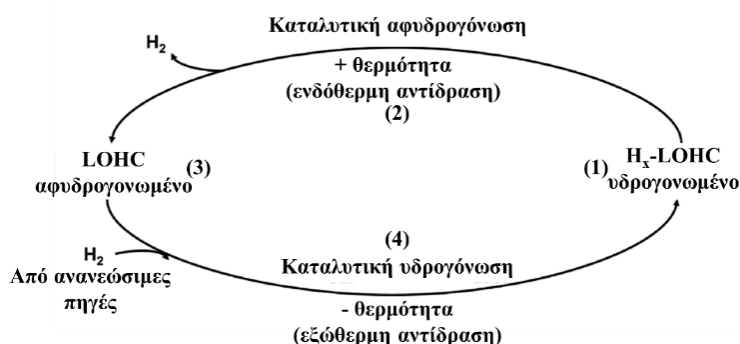 Καταλυτική αφυδρογόνωση
H₂
+ θερμότητα
(ενδόθερμη αντίδραση)
(2)
LOHC
αφυδρογονωμένο
(3)
(1)
Hₓ-LOHC
υδρογονωμένο
(4)
Καταλυτική υδρογόνωση
H₂
Από ανανεώσιμες
πηγές
- θερμότητα
(εξώθερμη αντίδραση)